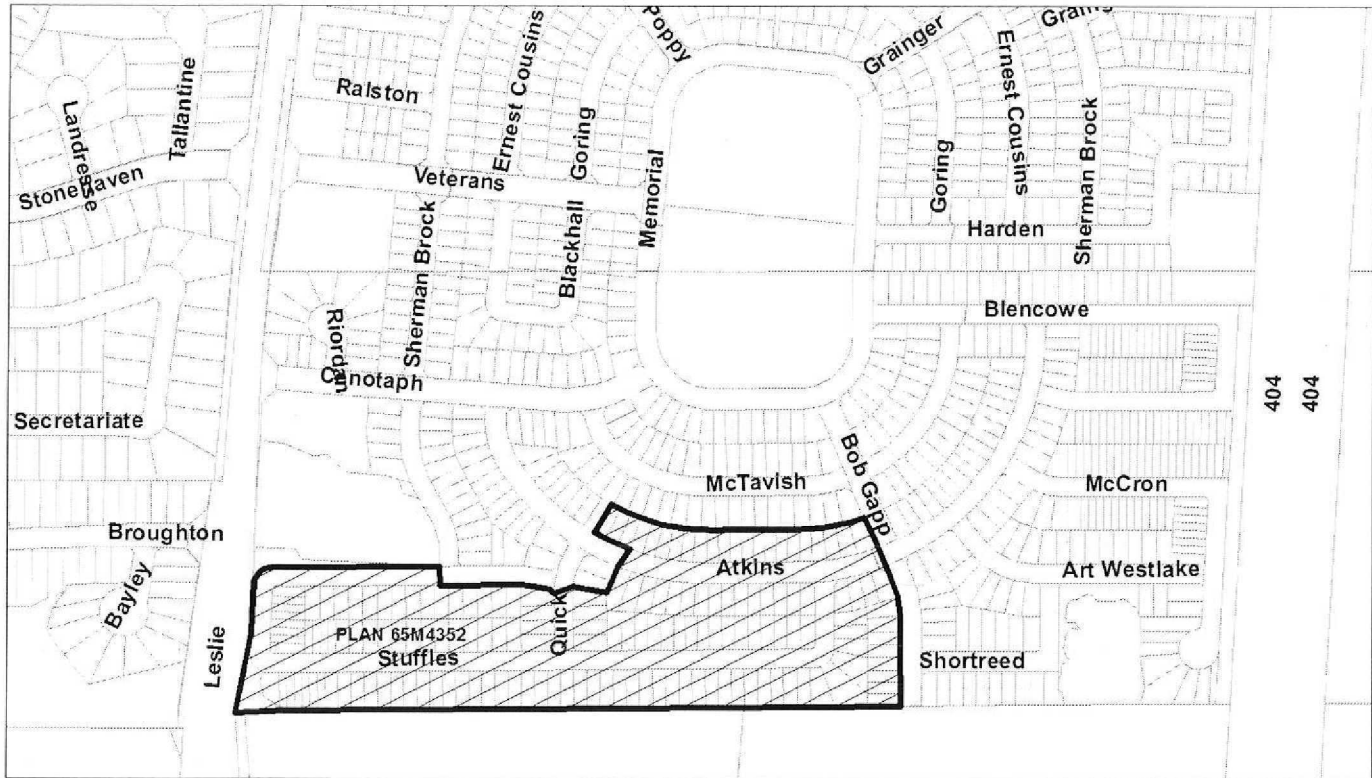 Poppy
Grainger
Ernest Cousins
Ernest Cousins
Tallantine
Ralston
Landresse
Goring
Sherman Brock
Stonehaven
Veterans
Memorial
Goring
Harden
Sherman Brock
Blackhall
Blencowe
Riordan
Cenotaph
404
404
Secretariate
McTavish
Bob Gapp
McCron
Broughton
Atkins
Art Westlake
Bayley
Quick
PLAN 65M4352
Stuffles
Leslie
Shortreed